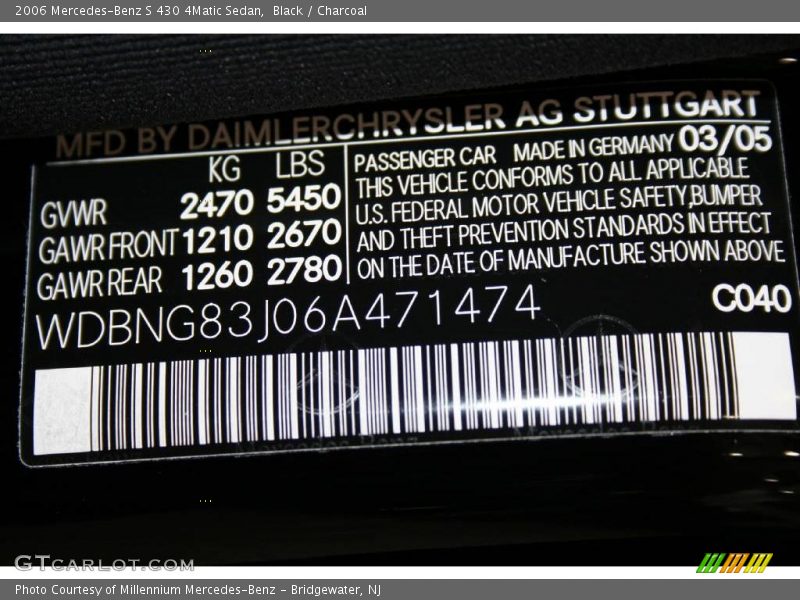 2006 Mercedes-Benz S 430 4Matic Sedan,  Black / Charcoal
MFD BY DAIMLERCHRYSLER AG STUTTGART
KG LBS
GVWR 2470 5450
GAWR FRONT 1210 2670
GAWR REAR 1260 2780
PASSENGER CAR MADE IN GERMANY 03/05
THIS VEHICLE CONFORMS TO ALL APPLICABLE
U.S. FEDERAL MOTOR VEHICLE SAFETY,BUMPER
AND THEFT PREVENTION STANDARDS IN EFFECT
ON THE DATE OF MANUFACTURE SHOWN ABOVE
WDBNG83J06A471474
C040
GTCARLOT.COM
Photo Courtesy of Millennium Mercedes-Benz - Bridgewater, NJ